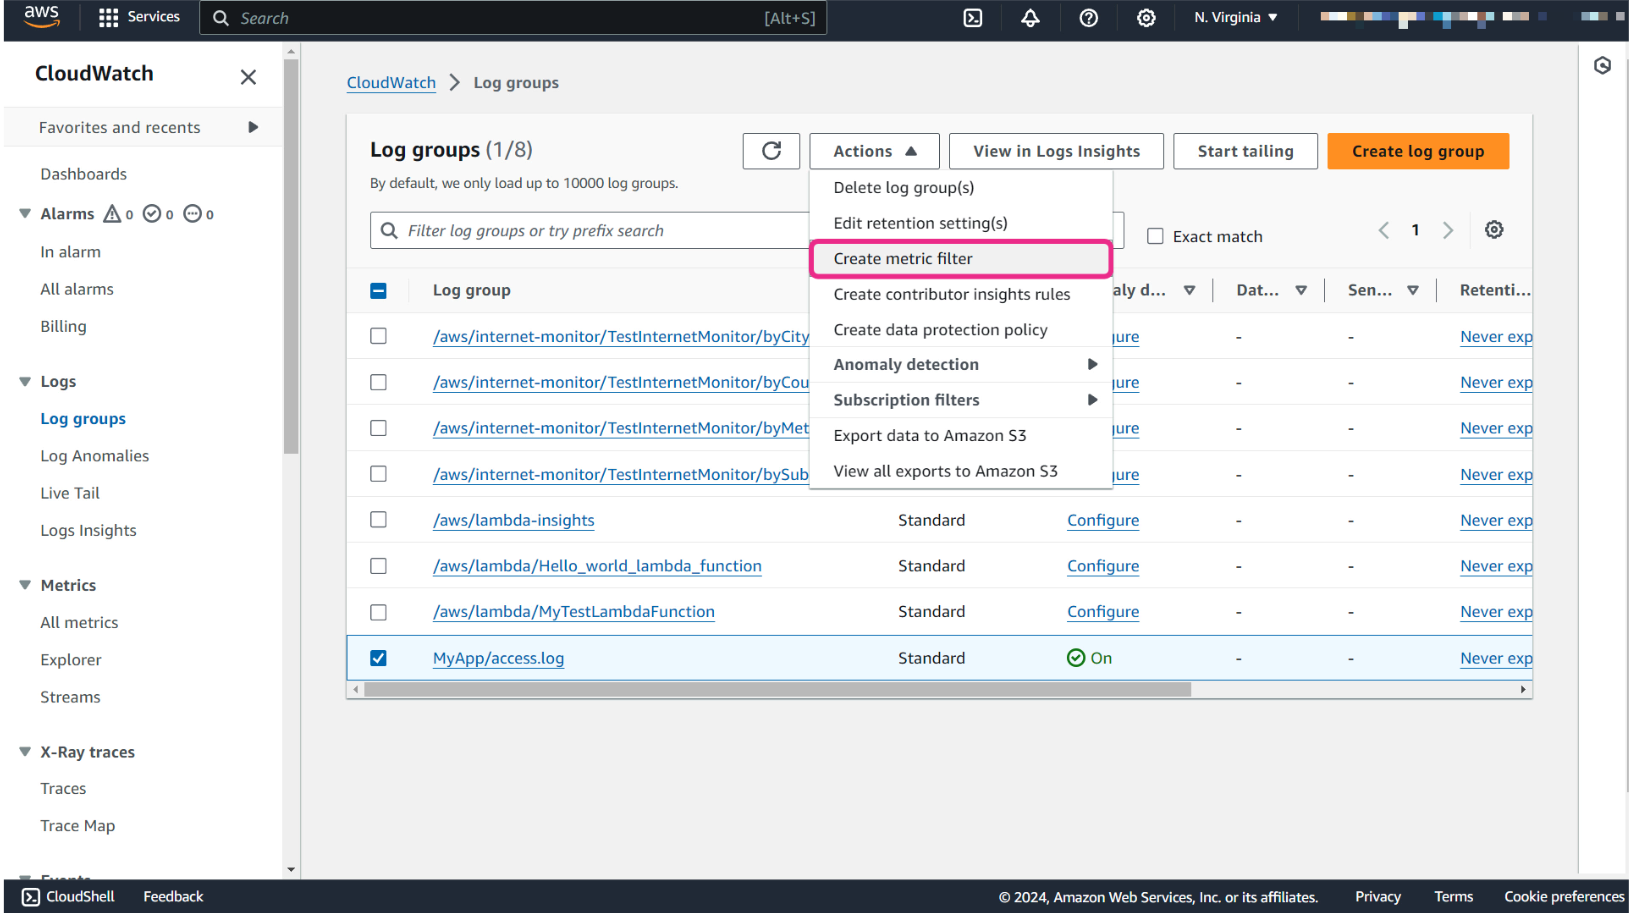 aws
Services
Search
[Alt+S]
N. Virginia
CloudWatch
Favorites and recents
Dashboards
Alarms 0 0 0
In alarm
All alarms
Billing
Logs
Log groups
Log Anomalies
Live Tail
Logs Insights
Metrics
All metrics
Explorer
Streams
X-Ray traces
Traces
Trace Map
CloudWatch > Log groups
Log groups (1/8)
By default, we only load up to 10000 log groups.
Actions
View in Logs Insights
Start tailing
Create log group
Filter log groups or try prefix search
Exact match
1
Delete log group(s)
Edit retention setting(s)
Create metric filter
Create contributor insights rules
Create data protection policy
Anomaly detection
Subscription filters
Export data to Amazon S3
View all exports to Amazon S3
Log group aly d... Dat... Sen... Retenti...
/aws/internet-monitor/TestInternetMonitor/byCity ure - - Never exp
/aws/internet-monitor/TestInternetMonitor/byCou ure - - Never exp
/aws/internet-monitor/TestInternetMonitor/byMet ure - - Never exp
/aws/internet-monitor/TestInternetMonitor/bySub ure - - Never exp
/aws/lambda-insights Standard Configure - - Never exp
/aws/lambda/Hello_world_lambda_function Standard Configure - - Never exp
/aws/lambda/MyTestLambdaFunction Standard Configure - - Never exp
MyApp/access.log Standard On - - Never exp
CloudShell
Feedback
© 2024, Amazon Web Services, Inc. or its affiliates.
Privacy
Terms
Cookie preferences